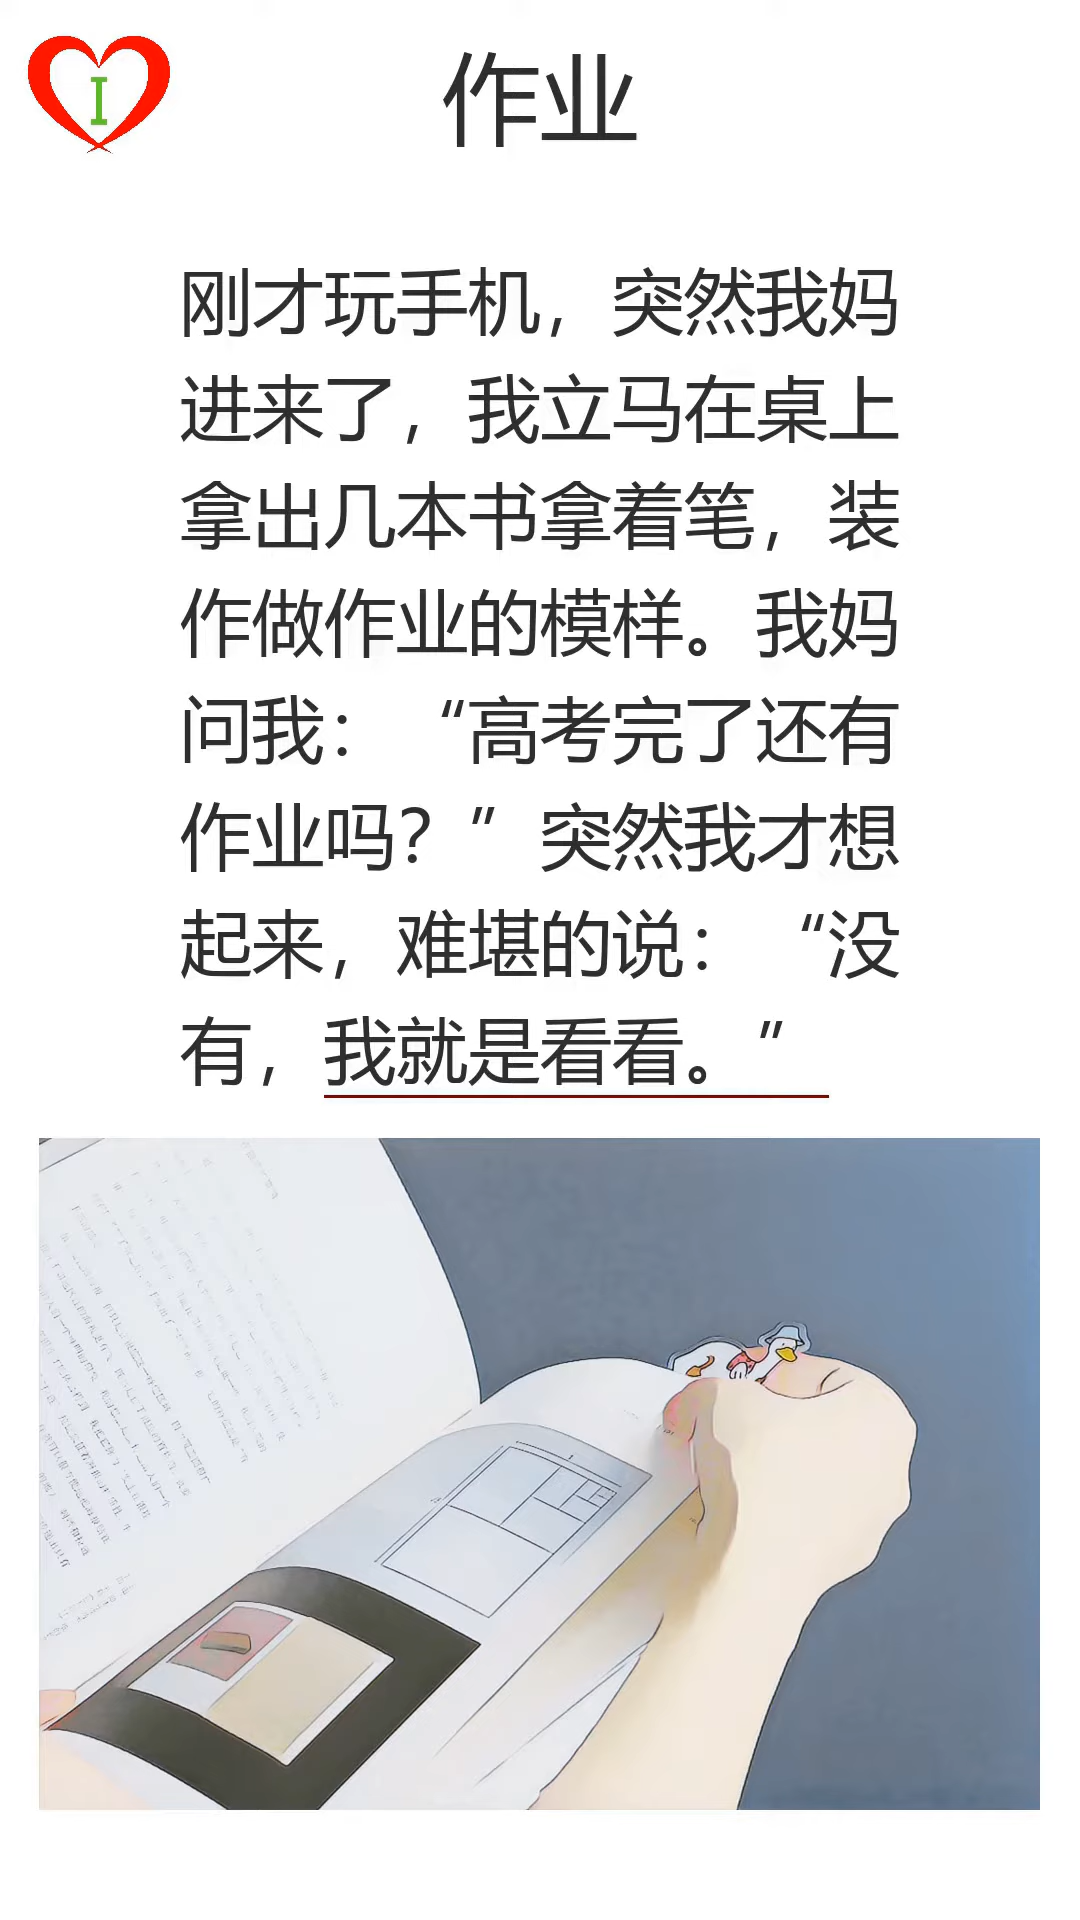 I
作业
刚才玩手机，突然我妈
进来了，我立马在桌上
拿出几本书拿着笔，装
作做作业的模样。我妈
问我：“高考完了还有
作业吗？”突然我才想
起来，难堪的说：“没
有，我就是看看。”